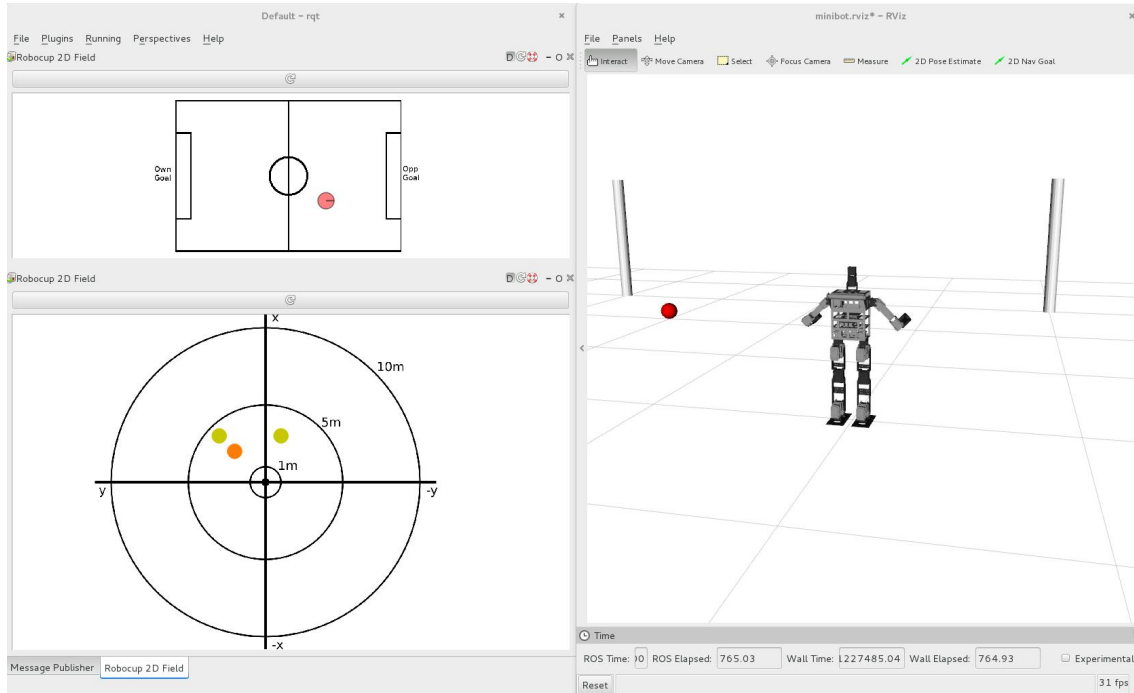 Default - rqt
File Plugins Running Perspectives Help
Robocup 2D Field
Own
Goal
Opp
Goal
Robocup 2D Field
x
10m
5m
1m
y
-y
-x
Message Publisher
Robocup 2D Field
minibot.rviz* - RViz
File Panels Help
Interact Move Camera Select Focus Camera Measure 2D Pose Estimate 2D Nav Goal
Time
ROS Time: ROS Elapsed: 765.03 Wall Time: 1227485.04 Wall Elapsed: 764.93 Experimental
Reset
31 fps